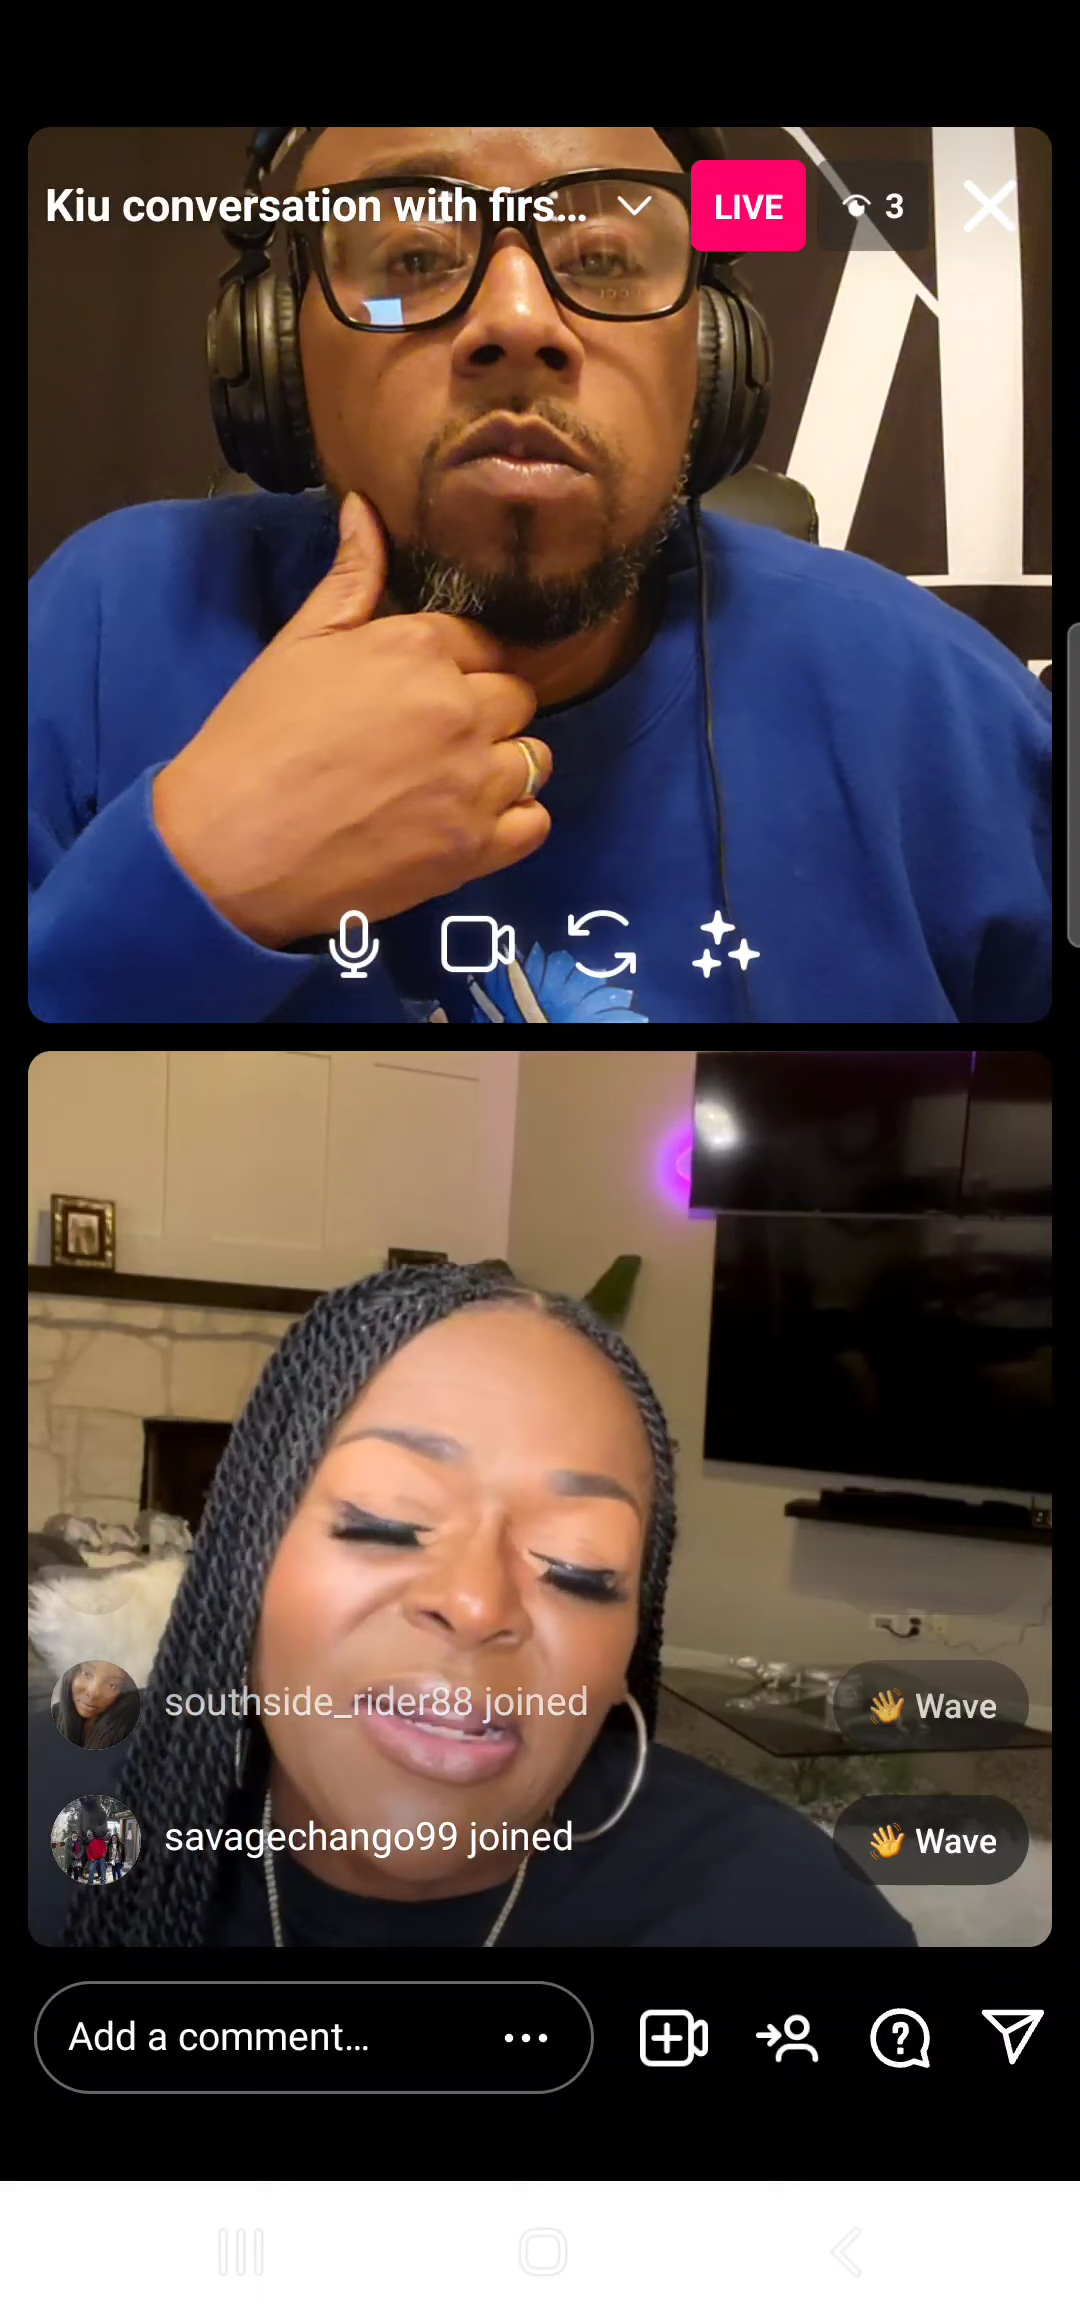 Kiu conversation with firs...
LIVE
3
southside_rider88 joined
👋 Wave
savagechango99 joined
👋 Wave
Add a comment...